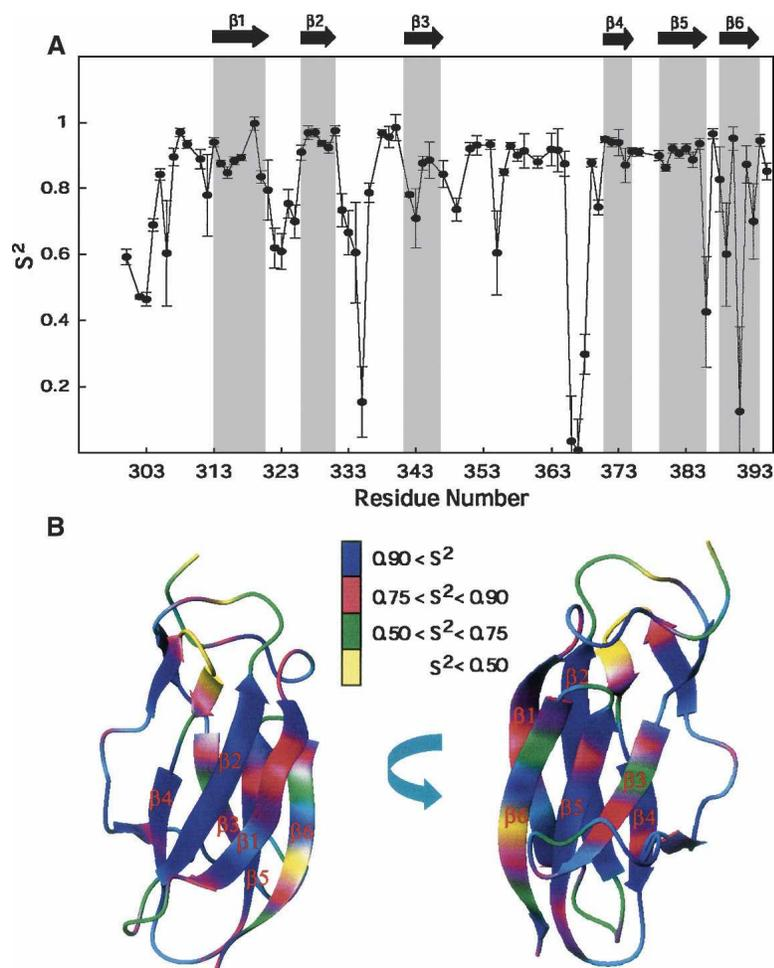 β1 β2 β3 β4 β5 β6
A
S²
1
0.8
0.6
0.4
0.2
303 313 323 333 343 353 363 373 383 393
Residue Number
B
0.90 < S²
0.75 < S² < 0.90
0.50 < S² < 0.75
S² < 0.50
β2
β4
β3
β1
β6
β5
β2
β1
β3
β5
β6
β4